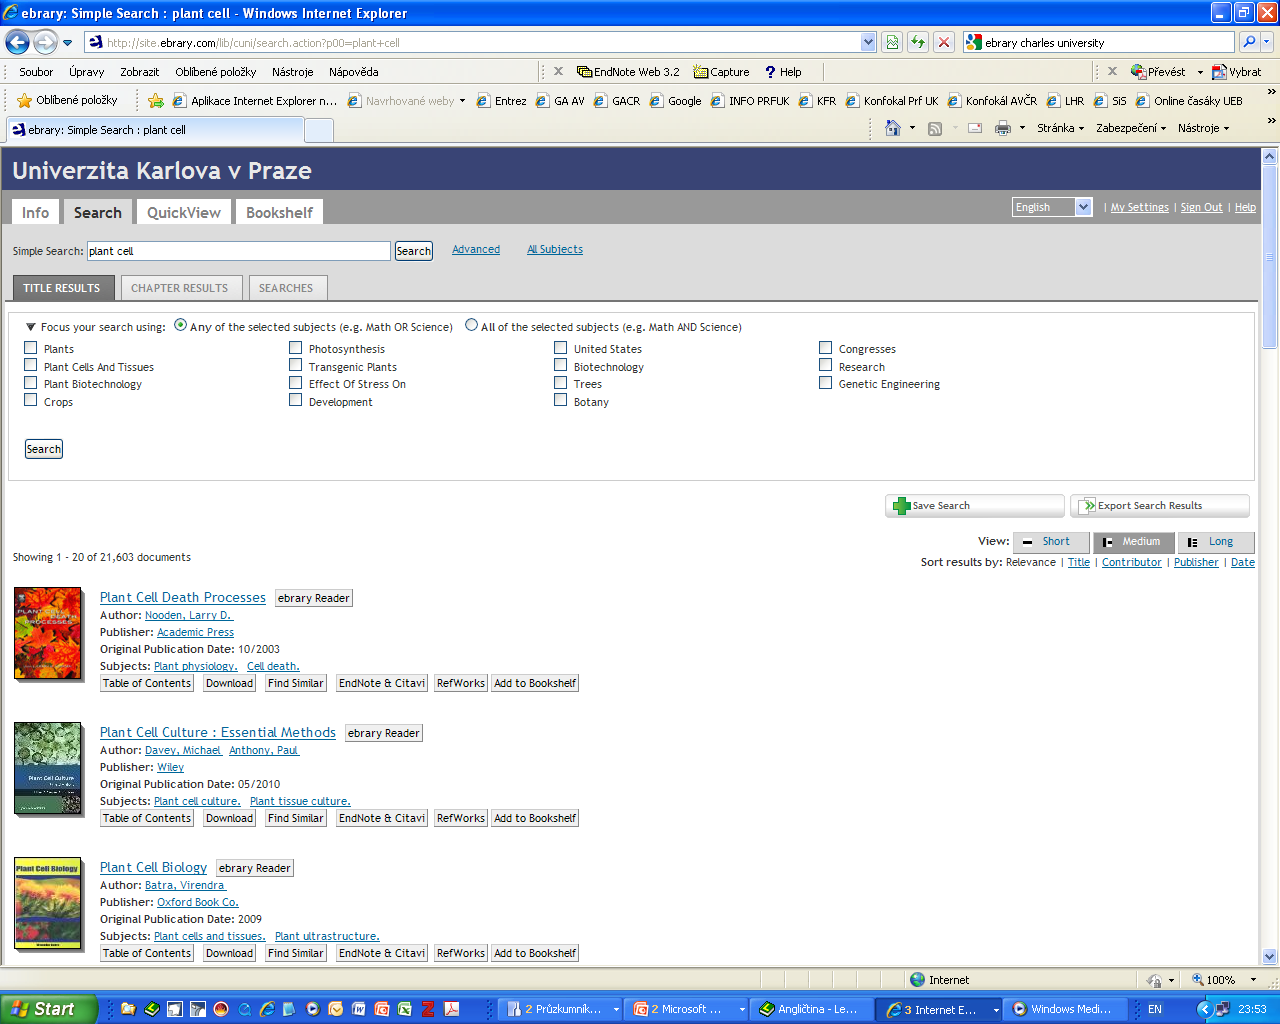 ebrary: Simple Search : plant cell - Windows Internet Explorer
http://site.ebrary.com/lib/cuni/search.action?p00=plant+cell
ebrary charles university
Soubor Úpravy Zobrazit Oblíbené položky Nástroje Nápověda
EndNote Web 3.2 Capture ? Help
Převést Vybrat
Oblíbené položky Aplikace Internet Explorer n... Navrhované weby Entrez GA AV GACR Google INFO PRFUK KFR Konfokal Prf UK Konfokál AVČR LHR SiS Online časáky UEB
ebrary: Simple Search : plant cell
Stránka Zabezpečení Nástroje
Univerzita Karlova v Praze
Info Search QuickView Bookshelf
English | My Settings | Sign Out | Help
Simple Search: plant cell Search Advanced All Subjects
TITLE RESULTS CHAPTER RESULTS SEARCHES
Focus your search using: Any of the selected subjects (e.g. Math OR Science) All of the selected subjects (e.g. Math AND Science)
Plants Photosynthesis United States Congresses
Plant Cells And Tissues Transgenic Plants Biotechnology Research
Plant Biotechnology Effect Of Stress On Trees Genetic Engineering
Crops Development Botany
Search
Save Search Export Search Results
View: Short Medium Long
Showing 1 - 20 of 21,603 documents
Sort results by: Relevance | Title | Contributor | Publisher | Date
PLANT CELL DEATH PROCESSES
Plant Cell Death Processes ebrary Reader
Author: Nooden, Larry D.
Publisher: Academic Press
Original Publication Date: 10/2003
Subjects: Plant physiology. Cell death.
Table of Contents Download Find Similar EndNote & Citavi RefWorks Add to Bookshelf
Plant Cell Culture
Plant Cell Culture : Essential Methods ebrary Reader
Author: Davey, Michael Anthony, Paul
Publisher: Wiley
Original Publication Date: 05/2010
Subjects: Plant cell culture. Plant tissue culture.
Table of Contents Download Find Similar EndNote & Citavi RefWorks Add to Bookshelf
Plant Cell Biology
Plant Cell Biology ebrary Reader
Author: Batra, Virendra
Publisher: Oxford Book Co.
Original Publication Date: 2009
Subjects: Plant cells and tissues. Plant ultrastructure.
Table of Contents Download Find Similar EndNote & Citavi RefWorks Add to Bookshelf
Internet 100%
Start 2 Průzkumník... 2 Microsoft ... Angličtina - Le... 3 Internet E... Windows Medi... EN 23:53